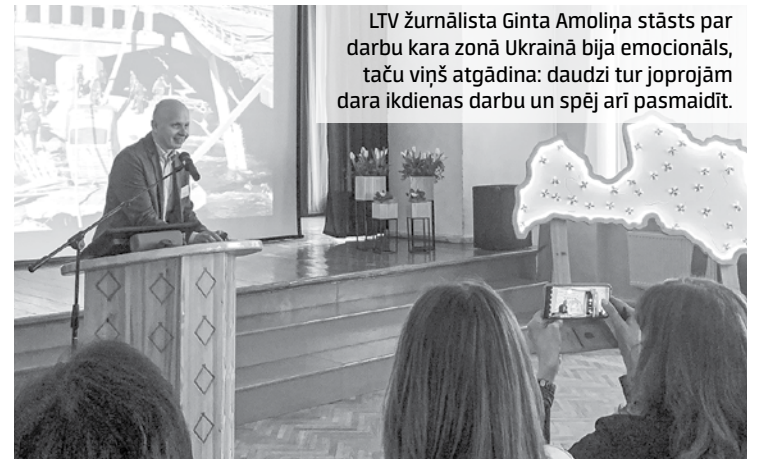 LTV žurnālista Ginta Amoliņa stāsts par
darbu kara zonā Ukrainā bija emocionāls,
taču viņš atgādina: daudzi tur joprojām
dara ikdienas darbu un spēj arī pasmaidīt.